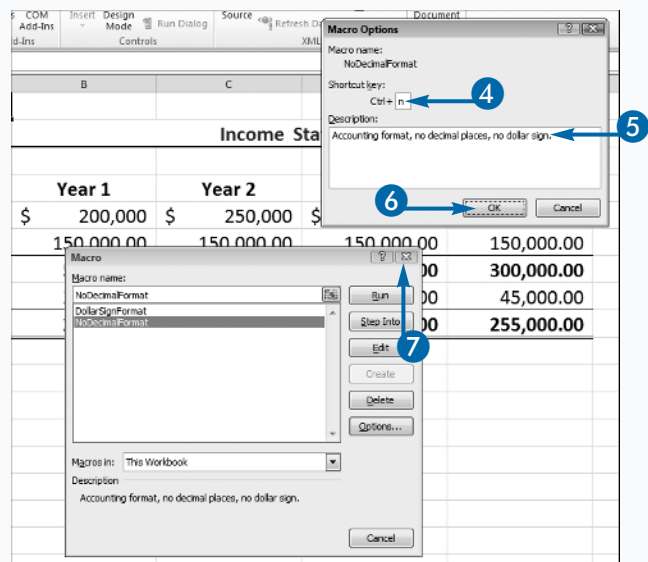 COM Insert Design Source Document
Add-Ins Mode Run Dialog Refresh
d-Ins Controls XML
Macro Options
Macro name:
NoDecimalFormat
Shortcut key:
Ctrl+ n
4
Description:
Accounting format, no decimal places, no dollar sign.
5
6
OK Cancel
B C
Income Sta
Year 1 Year 2
$ 200,000 $ 250,000 $
150,000.00 150,000.00 150,000.00 150,000.00
00 300,000.00
00 45,000.00
00 255,000.00
Macro
7
Macro name:
NoDecimalFormat
Run
DollarSignFormat
NoDecimalFormat
Step Into
Edit
Create
Delete
Options...
Macros in: This Workbook
Description
Accounting format, no decimal places, no dollar sign.
Cancel